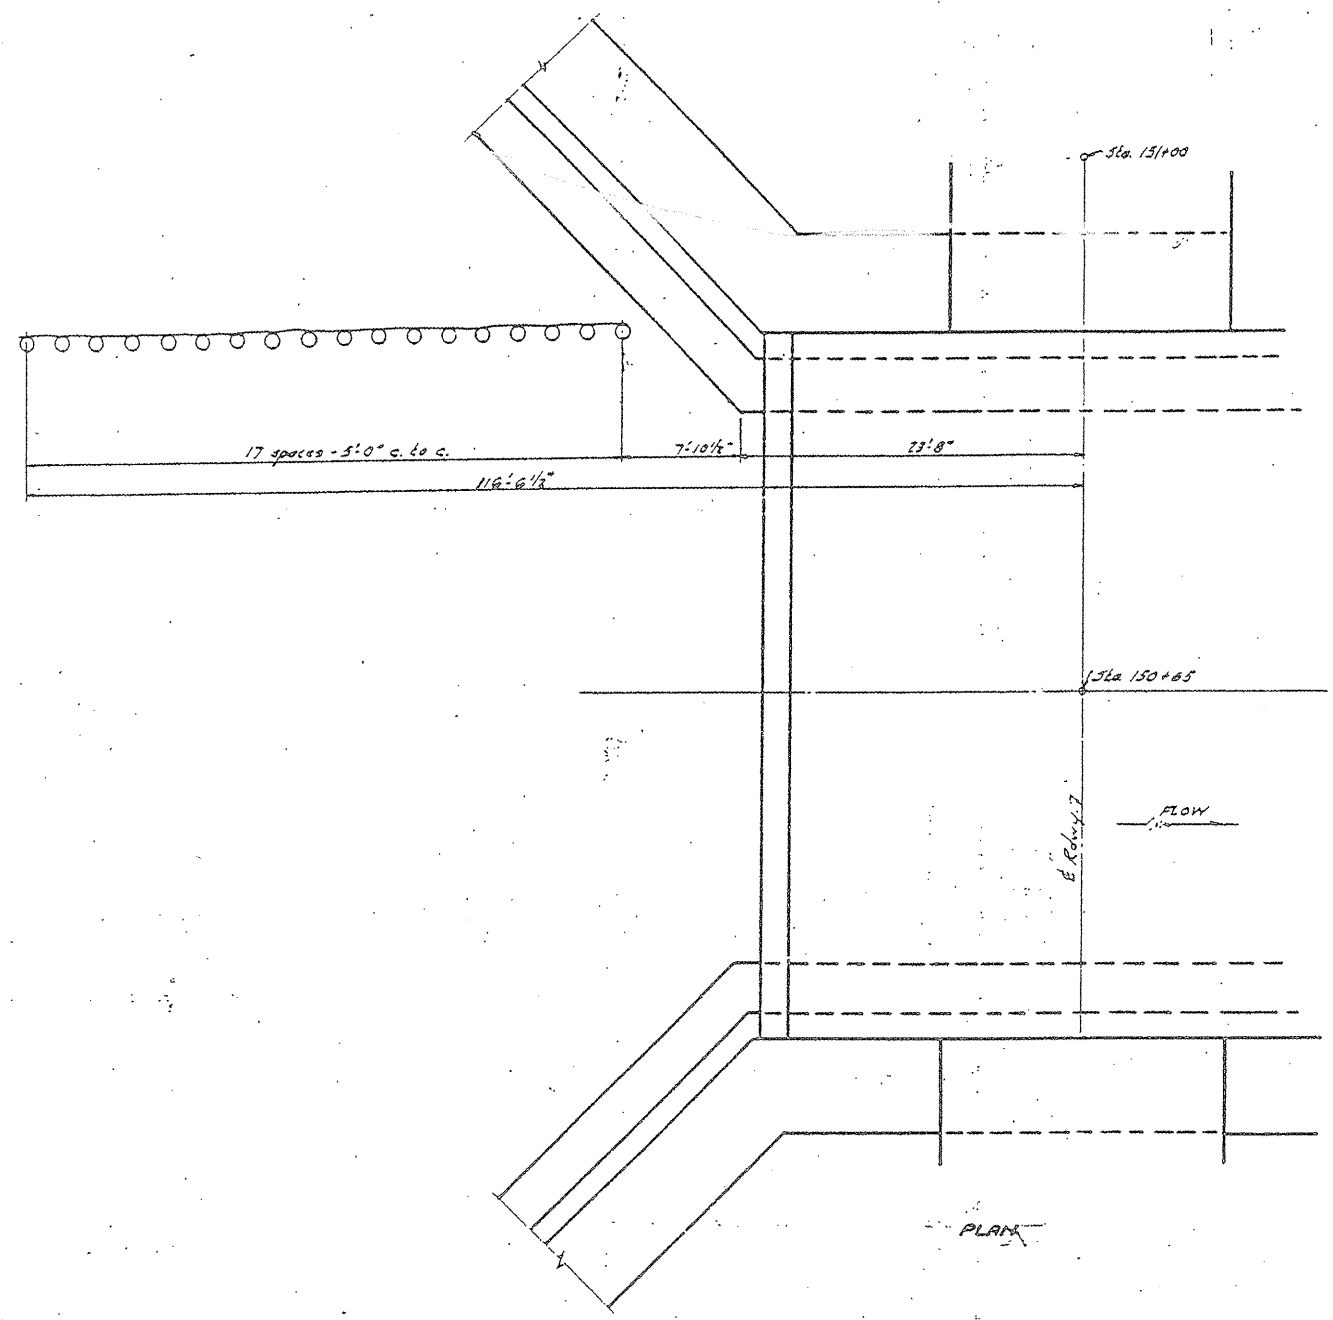 Sta. 151+00
17 spaces - 5'-0" c. to c.
7'-10½"
23'-8"
116'-6½"
Sta 150+65
FLOW
℄ Rdwy. 7
PLAN